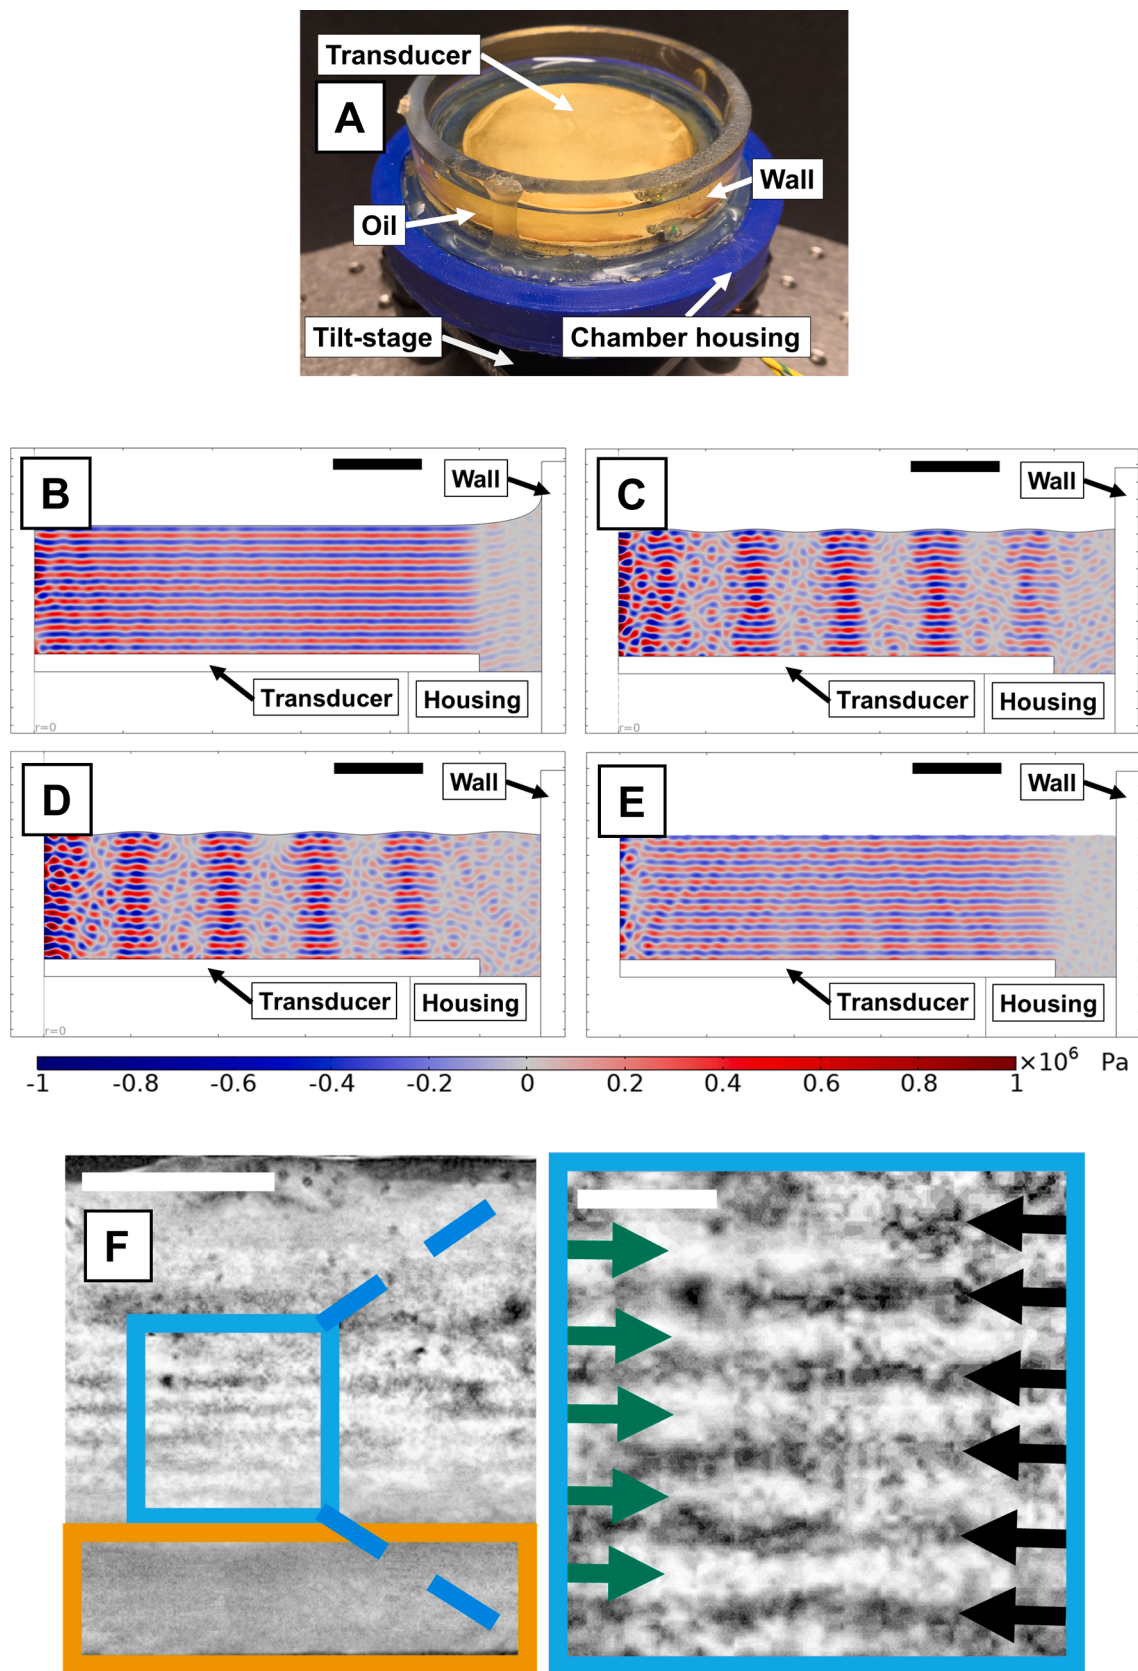 Transducer
A
Wall
Oil
Tilt-stage
Chamber housing
B
Wall
Transducer
Housing
r=0
C
Wall
Transducer
Housing
r=0
D
Wall
Transducer
Housing
r=0
E
Wall
Transducer
Housing
-1 -0.8 -0.6 -0.4 -0.2 0 0.2 0.4 0.6 0.8 1 ×10⁶ Pa
F